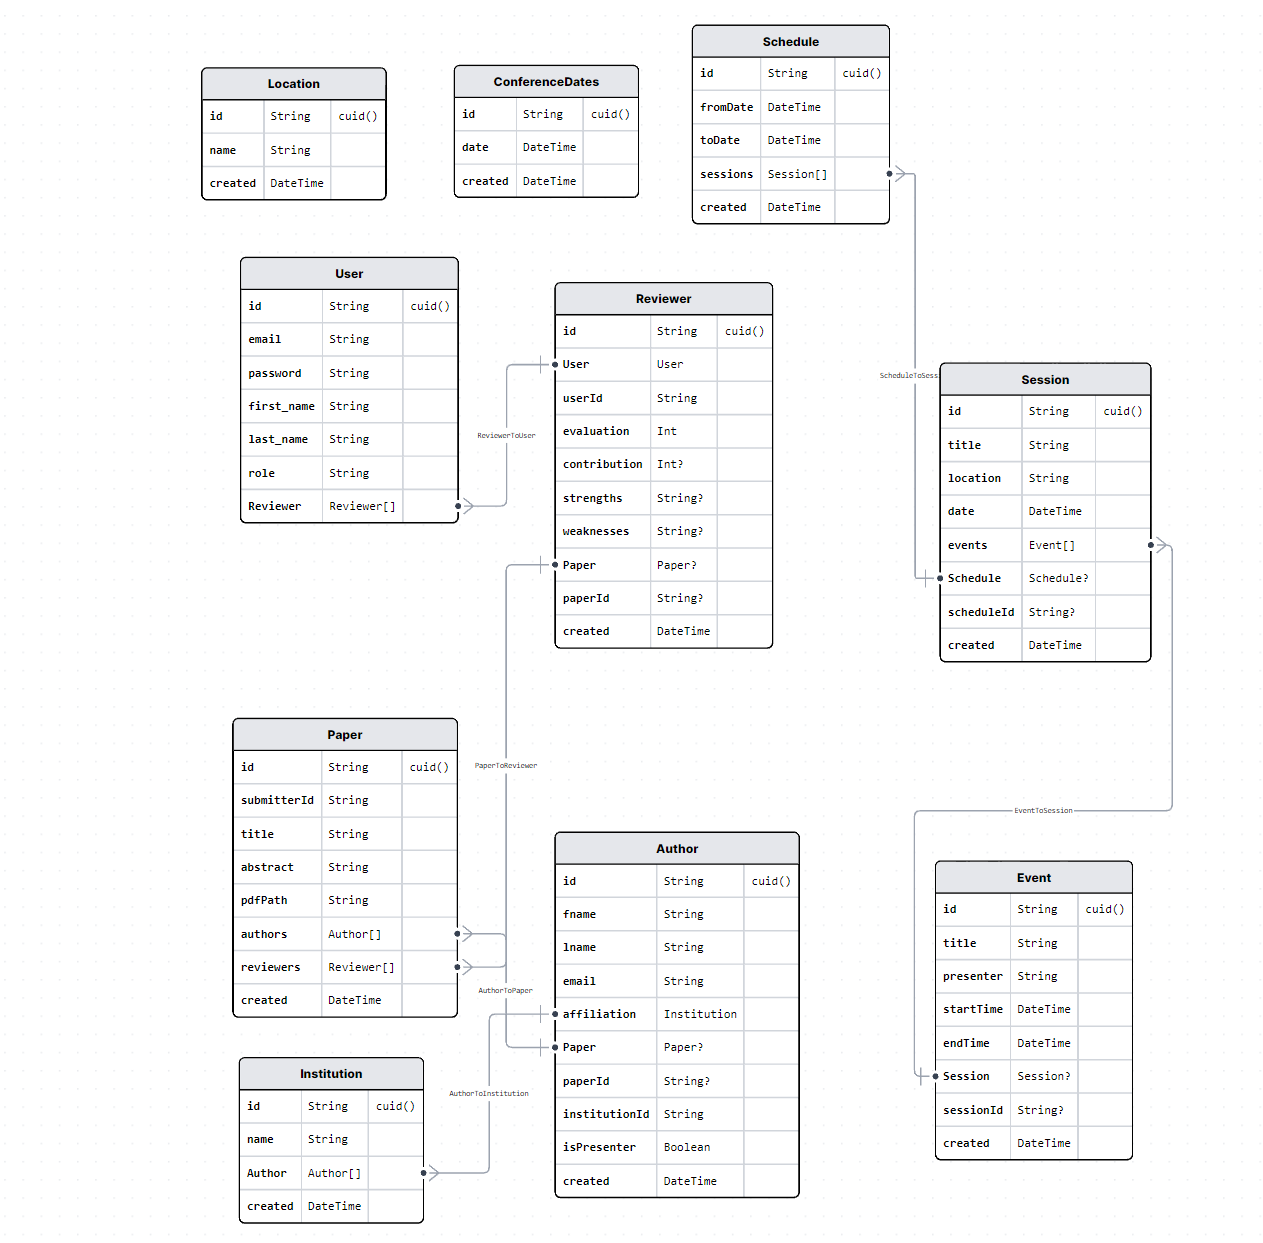 Schedule
id String cuid()
fromDate DateTime
toDate DateTime
sessions Session[]
created DateTime
Location
id String cuid()
name String
created DateTime
ConferenceDates
id String cuid()
date DateTime
created DateTime
User
id String cuid()
email String
password String
first_name String
last_name String
role String
Reviewer Reviewer[]
ReviewerToUser
Reviewer
id String cuid()
User User
userId String
evaluation Int
contribution Int?
strengths String?
weaknesses String?
Paper Paper?
paperId String?
created DateTime
ScheduleToSess
Session
id String cuid()
title String
location String
date DateTime
events Event[]
Schedule Schedule?
scheduleId String?
created DateTime
Paper
id String cuid()
submitterId String
title String
abstract String
pdfPath String
authors Author[]
reviewers Reviewer[]
created DateTime
PaperToReviewer
AuthorToPaper
EventToSession
Author
id String cuid()
fname String
lname String
email String
affiliation Institution
Paper Paper?
paperId String?
institutionId String
isPresenter Boolean
created DateTime
Event
id String cuid()
title String
presenter String
startTime DateTime
endTime DateTime
Session Session?
sessionId String?
created DateTime
Institution
id String cuid()
name String
Author Author[]
created DateTime
AuthorToInstitution